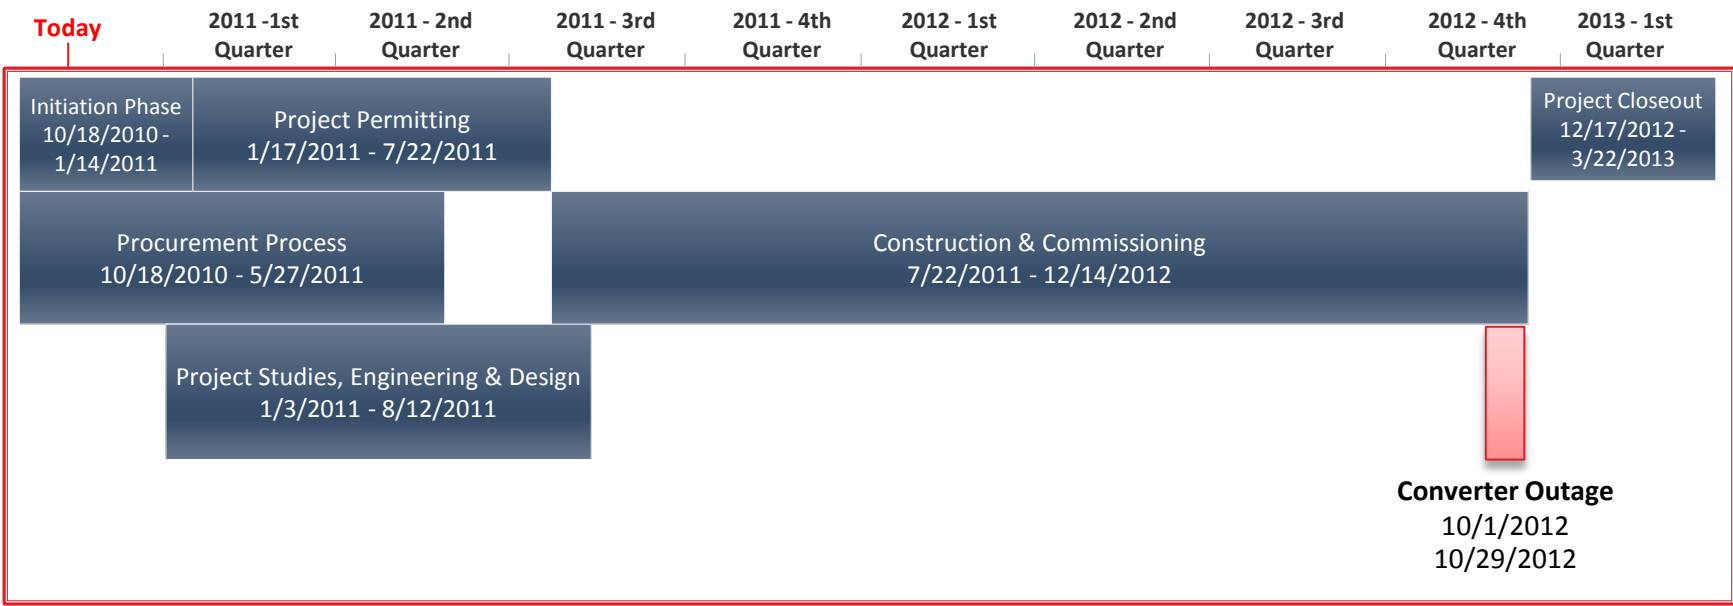 Today
2011 -1st
Quarter
2011 - 2nd
Quarter
2011 - 3rd
Quarter
2011 - 4th
Quarter
2012 - 1st
Quarter
2012 - 2nd
Quarter
2012 - 3rd
Quarter
2012 - 4th
Quarter
2013 - 1st
Quarter
Initiation Phase
10/18/2010 -
1/14/2011
Project Permitting
1/17/2011 - 7/22/2011
Project Closeout
12/17/2012 -
3/22/2013
Procurement Process
10/18/2010 - 5/27/2011
Construction & Commissioning
7/22/2011 - 12/14/2012
Project Studies, Engineering & Design
1/3/2011 - 8/12/2011
Converter Outage
10/1/2012
10/29/2012